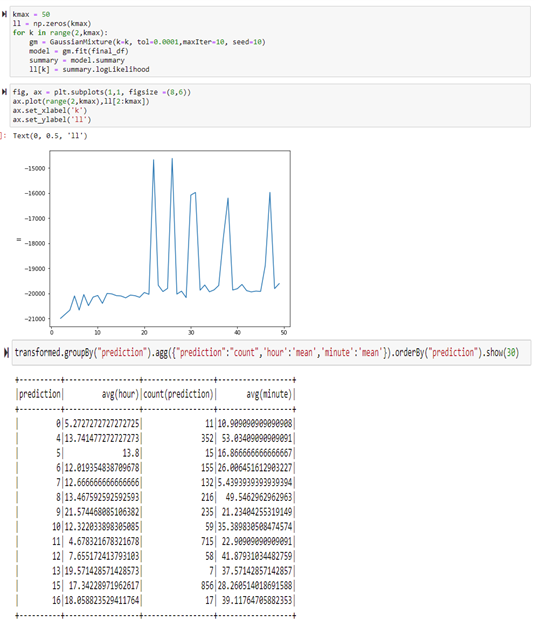 kmax = 50
ll = np.zeros(kmax)
for k in range(2,kmax):
gm = GaussianMixture(k=k, tol=0.0001,maxIter=10, seed=10)
model = gm.fit(final_df)
summary = model.summary
ll[k] = summary.logLikelihood
fig, ax = plt.subplots(1,1, figsize =(8,6))
ax.plot(range(2,kmax),ll[2:kmax])
ax.set_xlabel('k')
ax.set_ylabel('ll')
]: Text(0, 0.5, 'll')
−15000
−16000
−17000
−18000
ll
−19000
−20000
−21000
0 10 20 30 40 50
transformed.groupBy("prediction").agg({"prediction":"count",'hour':'mean','minute':'mean'}).orderBy("prediction").show(30)
+----------+------------------+-----------------+------------------+
|prediction| avg(hour)|count(prediction)| avg(minute)|
+----------+------------------+-----------------+------------------+
| 0|5.2727272727272725| 11|10.909090909090908|
| 4|13.741477272727273| 352| 53.03409090909091|
| 5| 13.8| 15|16.866666666666667|
| 6|12.019354838709678| 155|26.006451612903227|
| 7|12.666666666666666| 132|5.4393939393939394|
| 8|13.467592592592593| 216| 49.5462962962963|
| 9|21.574468085106382| 235| 21.23404255319149|
| 10|12.322033898305085| 59|35.389830508474574|
| 11| 4.678321678321678| 715| 22.90909090909091|
| 12| 7.655172413793103| 58| 41.87931034482759|
| 13|19.571428571428573| 7| 37.57142857142857|
| 15| 17.34228971962617| 856|28.260514018691588|
| 16|18.058823529411764| 17| 39.11764705882353|
+----------+------------------+-----------------+------------------+